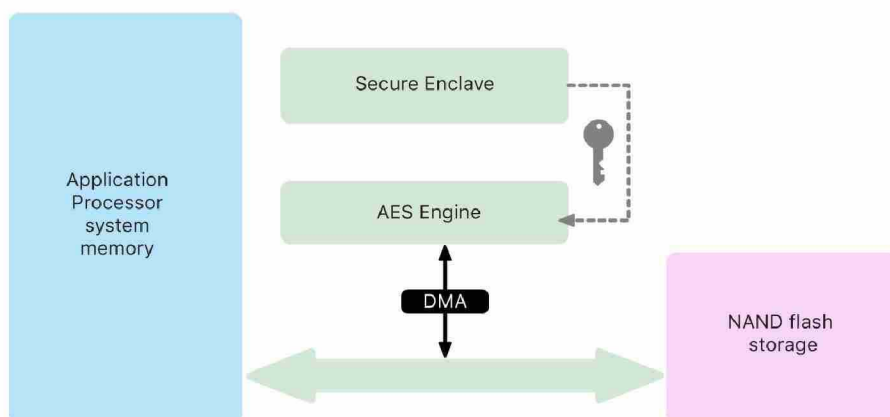 Secure Enclave
Application
Processor
system
memory
AES Engine
DMA
NAND flash
storage